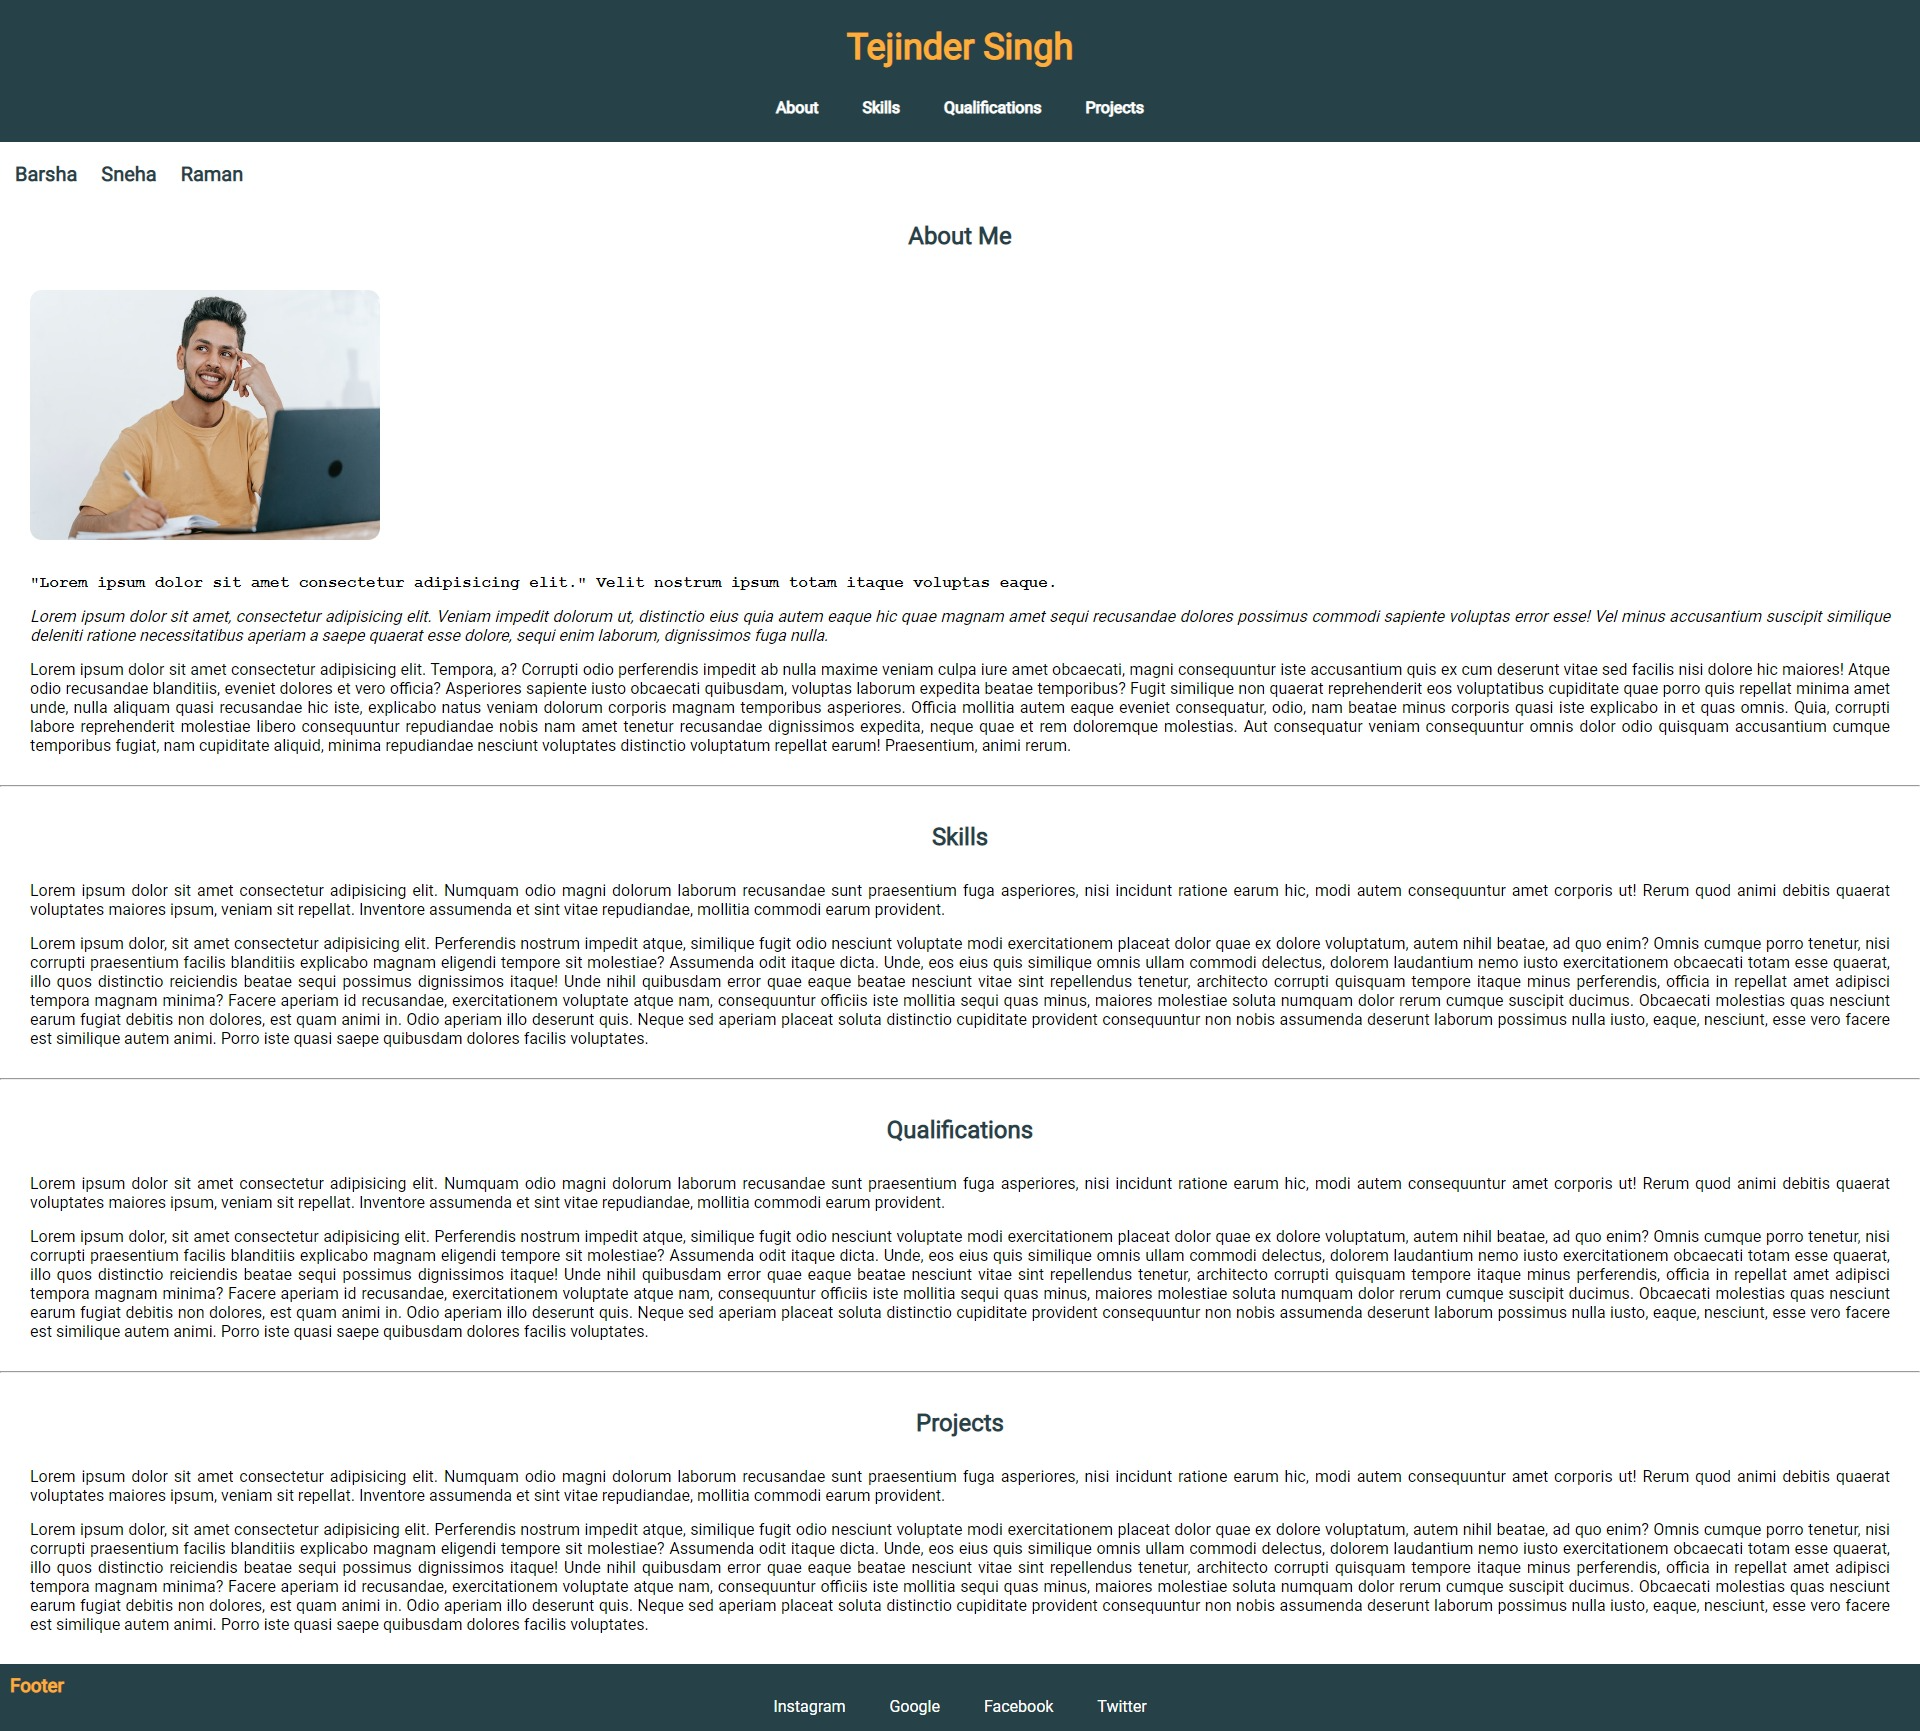 Tejinder Singh
About Skills Qualifications Projects
Barsha Sneha Raman
About Me
"Lorem ipsum dolor sit amet consectetur adipisicing elit." Velit nostrum ipsum totam itaque voluptas eaque.
Lorem ipsum dolor sit amet, consectetur adipisicing elit. Veniam impedit dolorum ut, distinctio eius quia autem eaque hic quae magnam amet sequi recusandae dolores possimus commodi sapiente voluptas error esse! Vel minus accusantium suscipit similique
deleniti ratione necessitatibus aperiam a saepe quaerat esse dolore, sequi enim laborum, dignissimos fuga nulla.
Lorem ipsum dolor sit amet consectetur adipisicing elit. Tempora, a? Corrupti odio perferendis impedit ab nulla maxime veniam culpa iure amet obcaecati, magni consequuntur iste accusantium quis ex cum deserunt vitae sed facilis nisi dolore hic maiores! Atque
odio recusandae blanditiis, eveniet dolores et vero officia? Asperiores sapiente iusto obcaecati quibusdam, voluptas laborum expedita beatae temporibus? Fugit similique non quaerat reprehenderit eos voluptatibus cupiditate quae porro quis repellat minima amet
unde, nulla aliquam quasi recusandae hic iste, explicabo natus veniam dolorum corporis magnam temporibus asperiores. Officia mollitia autem eaque eveniet consequatur, odio, nam beatae minus corporis quasi iste explicabo in et quas omnis. Quia, corrupti
labore reprehenderit molestiae libero consequuntur repudiandae nobis nam amet tenetur recusandae dignissimos expedita, neque quae et rem doloremque molestias. Aut consequatur veniam consequuntur omnis dolor odio quisquam accusantium cumque
temporibus fugiat, nam cupiditate aliquid, minima repudiandae nesciunt voluptates distinctio voluptatum repellat earum! Praesentium, animi rerum.
Skills
Lorem ipsum dolor sit amet consectetur adipisicing elit. Numquam odio magni dolorum laborum recusandae sunt praesentium fuga asperiores, nisi incidunt ratione earum hic, modi autem consequuntur amet corporis ut! Rerum quod animi debitis quaerat
voluptates maiores ipsum, veniam sit repellat. Inventore assumenda et sint vitae repudiandae, mollitia commodi earum provident.
Lorem ipsum dolor, sit amet consectetur adipisicing elit. Perferendis nostrum impedit atque, similique fugit odio nesciunt voluptate modi exercitationem placeat dolor quae ex dolore voluptatum, autem nihil beatae, ad quo enim? Omnis cumque porro tenetur, nisi
corrupti praesentium facilis blanditiis explicabo magnam eligendi tempore sit molestiae? Assumenda odit itaque dicta. Unde, eos eius quis similique omnis ullam commodi delectus, dolorem laudantium nemo iusto exercitationem obcaecati totam esse quaerat,
illo quos distinctio reiciendis beatae sequi possimus dignissimos itaque! Unde nihil quibusdam error quae eaque beatae nesciunt vitae sint repellendus tenetur, architecto corrupti quisquam tempore itaque minus perferendis, officia in repellat amet adipisci
tempora magnam minima? Facere aperiam id recusandae, exercitationem voluptate atque nam, consequuntur officiis iste mollitia sequi quas minus, maiores molestiae soluta numquam dolor rerum cumque suscipit ducimus. Obcaecati molestias quas nesciunt
earum fugiat debitis non dolores, est quam animi in. Odio aperiam illo deserunt quis. Neque sed aperiam placeat soluta distinctio cupiditate provident consequuntur non nobis assumenda deserunt laborum possimus nulla iusto, eaque, nesciunt, esse vero facere
est similique autem animi. Porro iste quasi saepe quibusdam dolores facilis voluptates.
Qualifications
Lorem ipsum dolor sit amet consectetur adipisicing elit. Numquam odio magni dolorum laborum recusandae sunt praesentium fuga asperiores, nisi incidunt ratione earum hic, modi autem consequuntur amet corporis ut! Rerum quod animi debitis quaerat
voluptates maiores ipsum, veniam sit repellat. Inventore assumenda et sint vitae repudiandae, mollitia commodi earum provident.
Lorem ipsum dolor, sit amet consectetur adipisicing elit. Perferendis nostrum impedit atque, similique fugit odio nesciunt voluptate modi exercitationem placeat dolor quae ex dolore voluptatum, autem nihil beatae, ad quo enim? Omnis cumque porro tenetur, nisi
corrupti praesentium facilis blanditiis explicabo magnam eligendi tempore sit molestiae? Assumenda odit itaque dicta. Unde, eos eius quis similique omnis ullam commodi delectus, dolorem laudantium nemo iusto exercitationem obcaecati totam esse quaerat,
illo quos distinctio reiciendis beatae sequi possimus dignissimos itaque! Unde nihil quibusdam error quae eaque beatae nesciunt vitae sint repellendus tenetur, architecto corrupti quisquam tempore itaque minus perferendis, officia in repellat amet adipisci
tempora magnam minima? Facere aperiam id recusandae, exercitationem voluptate atque nam, consequuntur officiis iste mollitia sequi quas minus, maiores molestiae soluta numquam dolor rerum cumque suscipit ducimus. Obcaecati molestias quas nesciunt
earum fugiat debitis non dolores, est quam animi in. Odio aperiam illo deserunt quis. Neque sed aperiam placeat soluta distinctio cupiditate provident consequuntur non nobis assumenda deserunt laborum possimus nulla iusto, eaque, nesciunt, esse vero facere
est similique autem animi. Porro iste quasi saepe quibusdam dolores facilis voluptates.
Projects
Lorem ipsum dolor sit amet consectetur adipisicing elit. Numquam odio magni dolorum laborum recusandae sunt praesentium fuga asperiores, nisi incidunt ratione earum hic, modi autem consequuntur amet corporis ut! Rerum quod animi debitis quaerat
voluptates maiores ipsum, veniam sit repellat. Inventore assumenda et sint vitae repudiandae, mollitia commodi earum provident.
Lorem ipsum dolor, sit amet consectetur adipisicing elit. Perferendis nostrum impedit atque, similique fugit odio nesciunt voluptate modi exercitationem placeat dolor quae ex dolore voluptatum, autem nihil beatae, ad quo enim? Omnis cumque porro tenetur, nisi
corrupti praesentium facilis blanditiis explicabo magnam eligendi tempore sit molestiae? Assumenda odit itaque dicta. Unde, eos eius quis similique omnis ullam commodi delectus, dolorem laudantium nemo iusto exercitationem obcaecati totam esse quaerat,
illo quos distinctio reiciendis beatae sequi possimus dignissimos itaque! Unde nihil quibusdam error quae eaque beatae nesciunt vitae sint repellendus tenetur, architecto corrupti quisquam tempore itaque minus perferendis, officia in repellat amet adipisci
tempora magnam minima? Facere aperiam id recusandae, exercitationem voluptate atque nam, consequuntur officiis iste mollitia sequi quas minus, maiores molestiae soluta numquam dolor rerum cumque suscipit ducimus. Obcaecati molestias quas nesciunt
earum fugiat debitis non dolores, est quam animi in. Odio aperiam illo deserunt quis. Neque sed aperiam placeat soluta distinctio cupiditate provident consequuntur non nobis assumenda deserunt laborum possimus nulla iusto, eaque, nesciunt, esse vero facere
est similique autem animi. Porro iste quasi saepe quibusdam dolores facilis voluptates.
Footer
Instagram Google Facebook Twitter